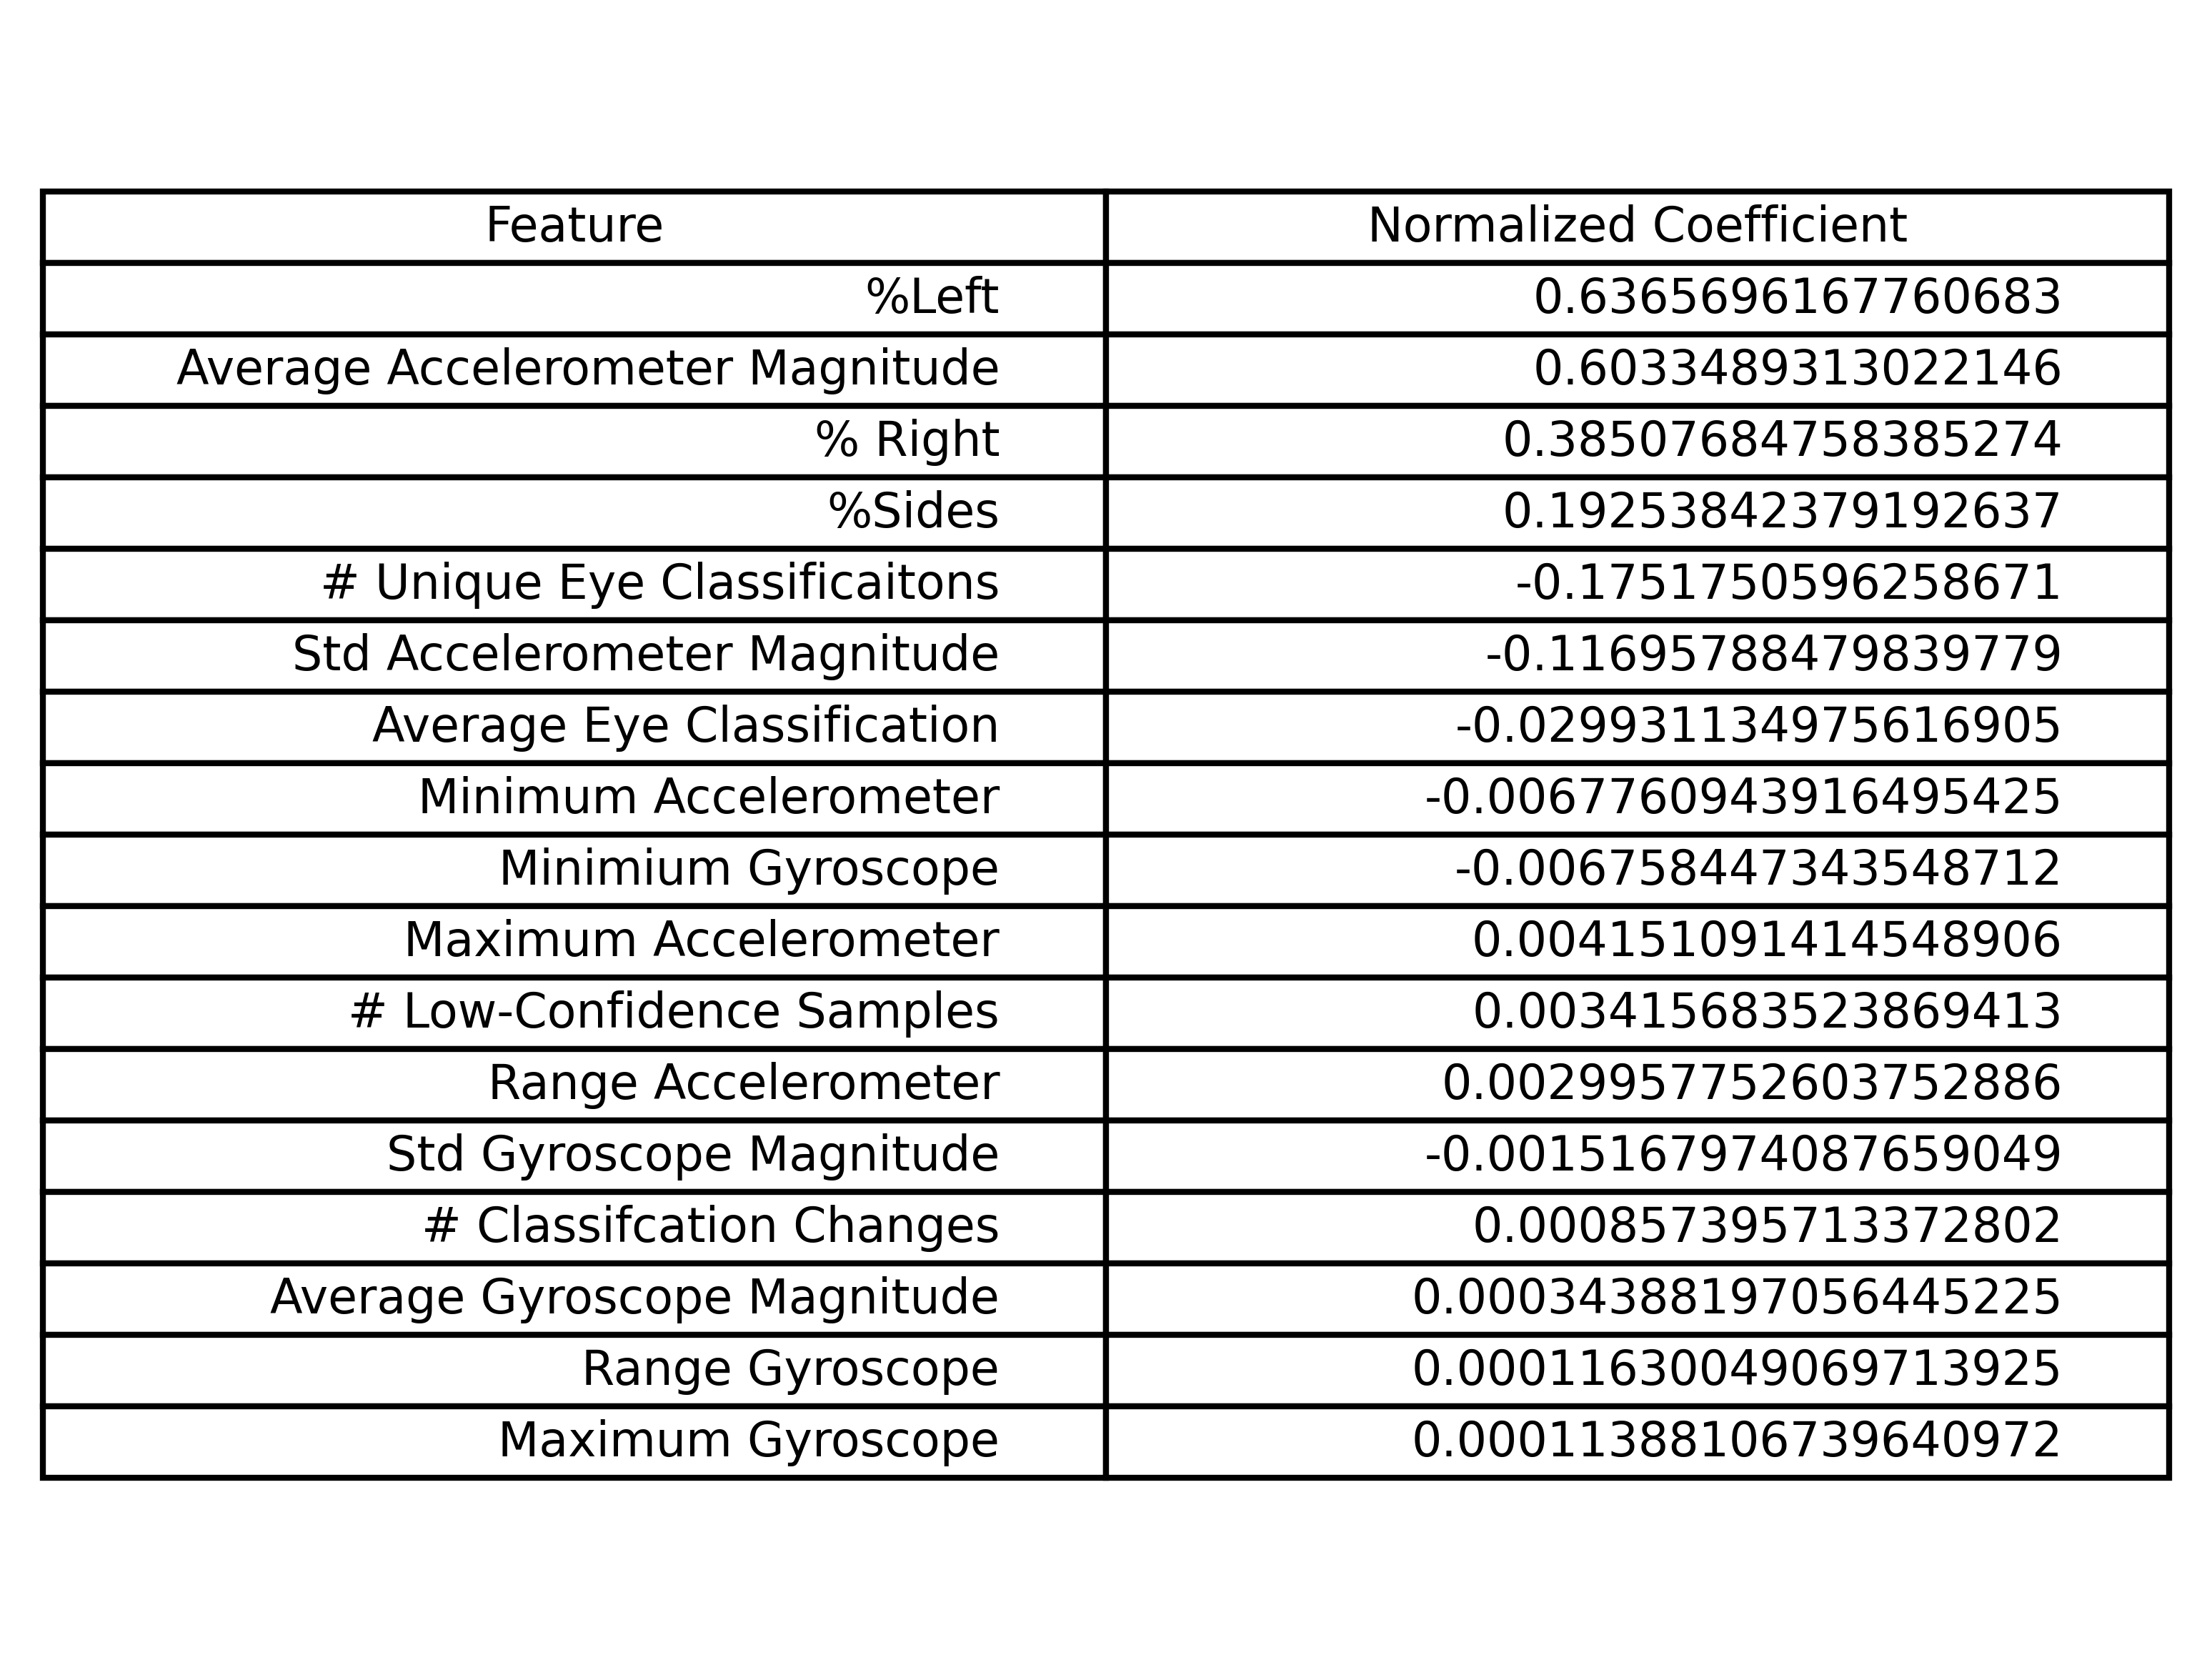 Feature Normalized Coefficient
%Left 0.6365696167760683
Average Accelerometer Magnitude 0.6033489313022146
% Right 0.38507684758385274
%Sides 0.19253842379192637
# Unique Eye Classificaitons -0.1751750596258671
Std Accelerometer Magnitude -0.11695788479839779
Average Eye Classification -0.029931134975616905
Minimum Accelerometer -0.0067760943916495425
Minimium Gyroscope -0.006758447343548712
Maximum Accelerometer 0.004151091414548906
# Low-Confidence Samples 0.003415683523869413
Range Accelerometer 0.0029957752603752886
Std Gyroscope Magnitude -0.0015167974087659049
# Classifcation Changes 0.000857395713372802
Average Gyroscope Magnitude 0.00034388197056445225
Range Gyroscope 0.00011630049069713925
Maximum Gyroscope 0.00011388106739640972